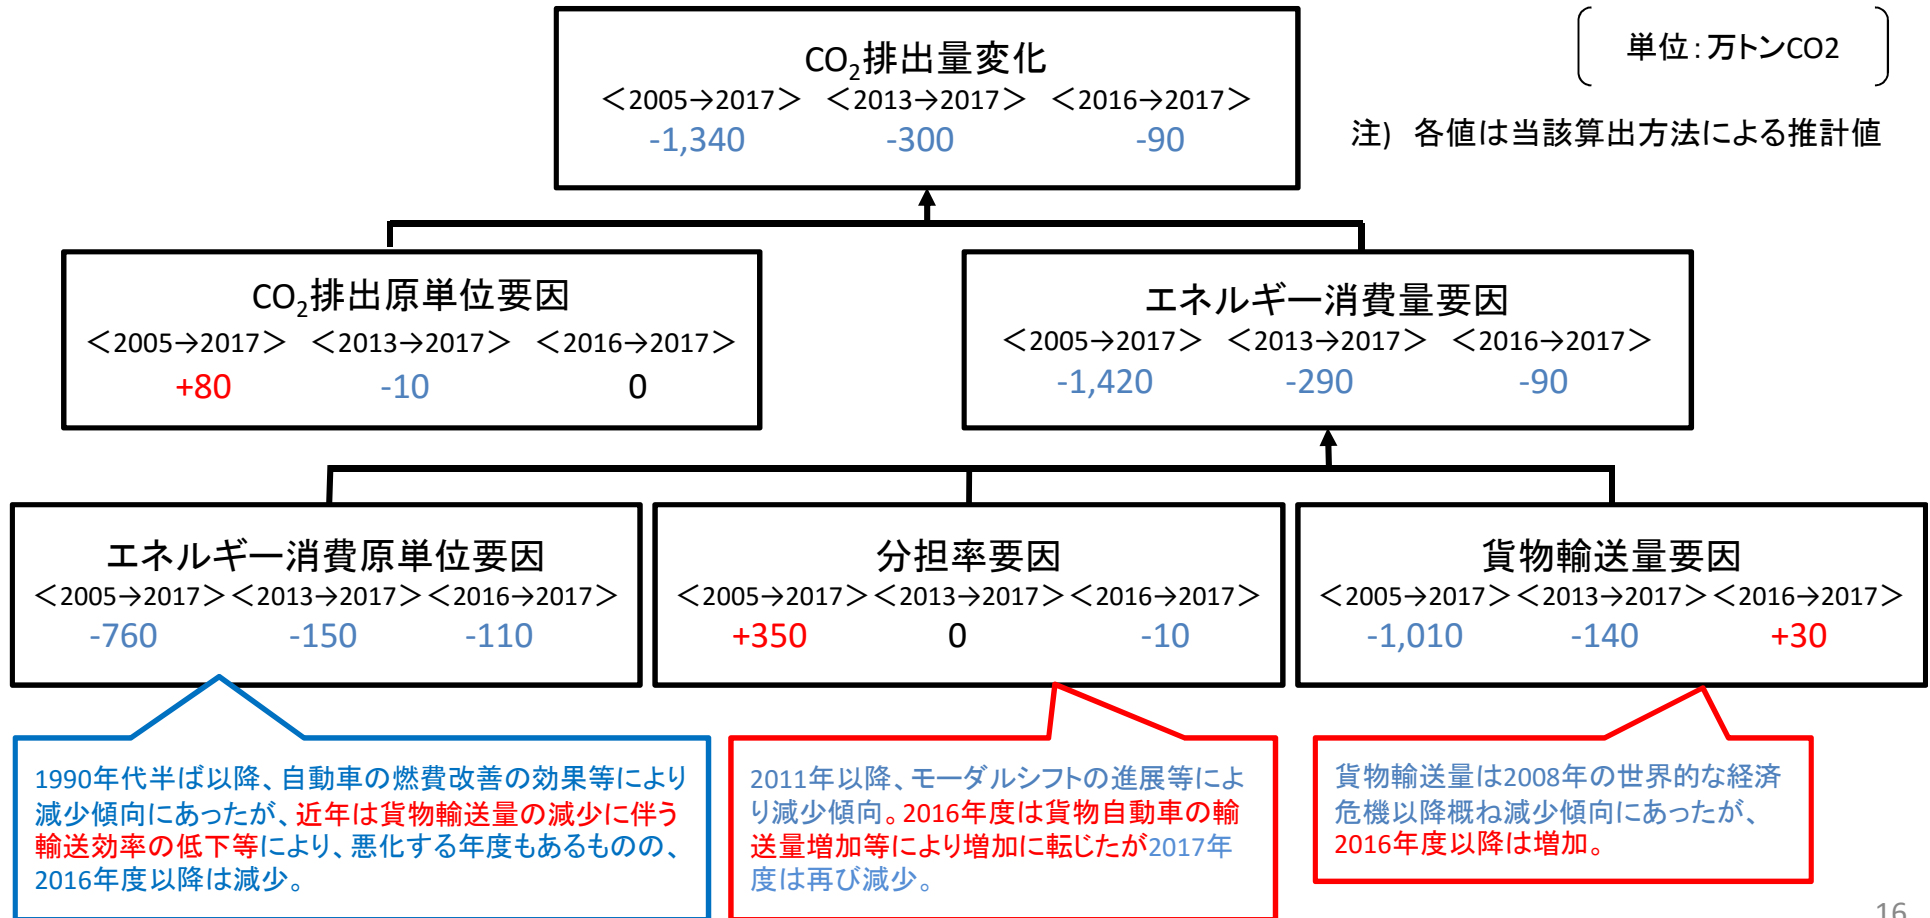 CO₂排出量変化
＜2005→2017＞ ＜2013→2017＞ ＜2016→2017＞
-1,340 -300 -90
単位：万トンCO2
注） 各値は当該算出方法による推計値
CO₂排出原単位要因
＜2005→2017＞ ＜2013→2017＞ ＜2016→2017＞
+80 -10 0
エネルギー消費量要因
＜2005→2017＞ ＜2013→2017＞ ＜2016→2017＞
-1,420 -290 -90
エネルギー消費原単位要因
＜2005→2017＞＜2013→2017＞＜2016→2017＞
-760 -150 -110
分担率要因
＜2005→2017＞＜2013→2017＞＜2016→2017＞
+350 0 -10
貨物輸送量要因
＜2005→2017＞＜2013→2017＞＜2016→2017＞
-1,010 -140 +30
1990年代半ば以降、自動車の燃費改善の効果等により
減少傾向にあったが、近年は貨物輸送量の減少に伴う
輸送効率の低下等により、悪化する年度もあるものの、
2016年度以降は減少。
2011年以降、モーダルシフトの進展等によ
り減少傾向。2016年度は貨物自動車の輸
送量増加等により増加に転じたが2017年
度は再び減少。
貨物輸送量は2008年の世界的な経済
危機以降概ね減少傾向にあったが、
2016年度以降は増加。
16